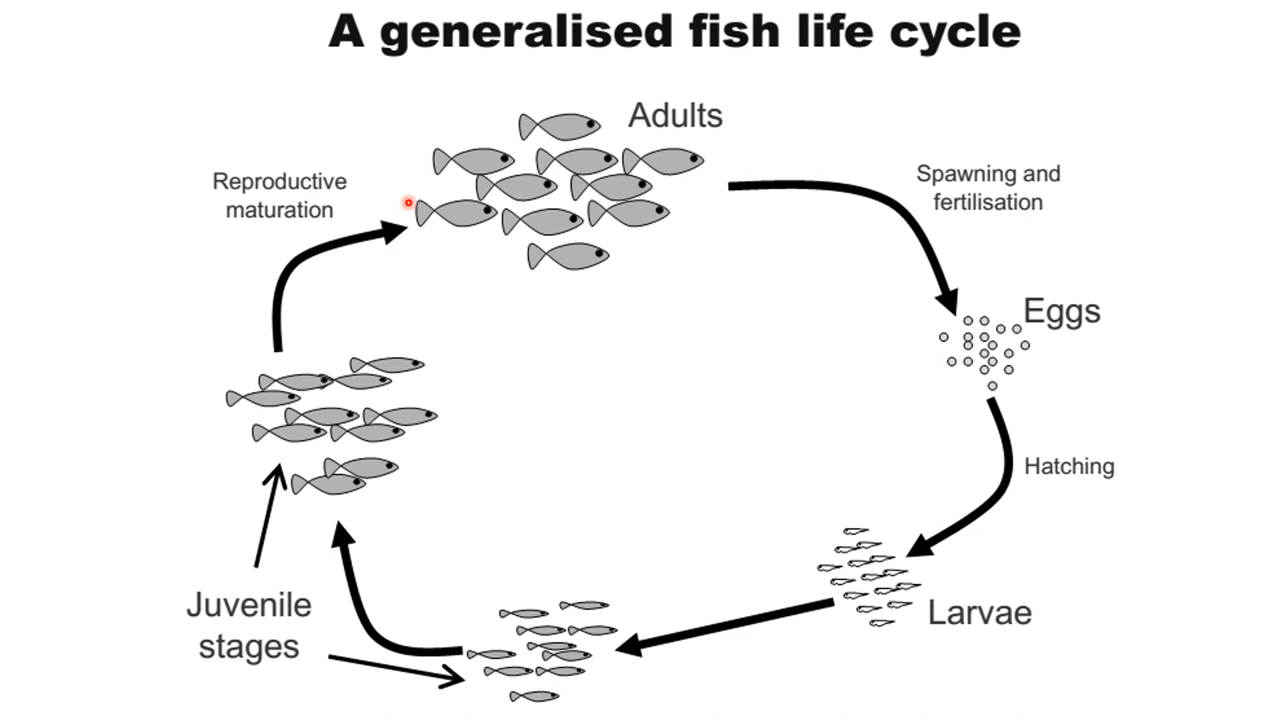 A generalised fish life cycle
Adults
Spawning and
fertilisation
Eggs
Hatching
Larvae
Juvenile
stages
Reproductive
maturation